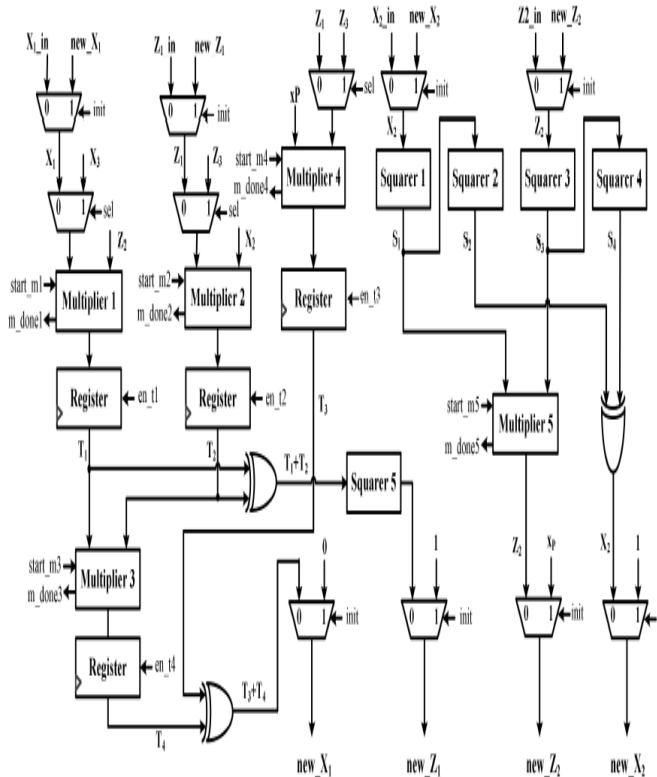 Z₁ Z₃ X₂_in new_X₂ Z2_in new_Z₂
X₁_in new_X₁ Z₁ in new Z₁
0 1 sel 0 1 init 0 1 init
xP
0 1 init 0 1 init X₂ Z₂
start_m4 Multiplier 4 Squarer 1 Squarer 2 Squarer 3 Squarer 4
m_done4
X₁ X₃ Z₁ Z₃
0 1 sel 0 1 sel
Z₂ X₂ S₁ S₂ S₃ S₄
start_m1 Multiplier 1 start_m2 Multiplier 2 Register en_t3
m_done1 m_done2
Register en_t1 Register en_t2 T₃ start_m5 Multiplier 5
m_done5
T₁ T₂ T₁+T₂ Squarer 5
start_m3 Multiplier 3 0 1 Z₂ xₚ X₂ 1
m_done3
0 1 init 0 1 init 0 1 init 0 1
Register en_t4
T₃+T₄
T₄
new_X₁ new_Z₁ new_Z₂ new_X₂